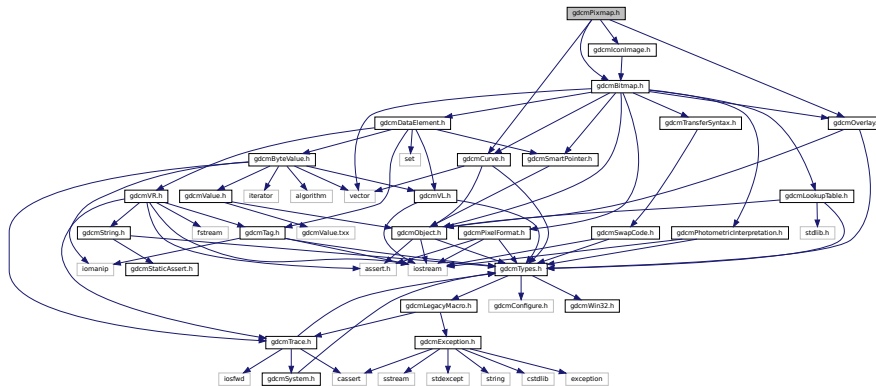 gdcmPixmap.h
gdcmIconImage.h
gdcmBitmap.h
gdcmDataElement.h
gdcmTransferSyntax.h
gdcmOverlay.
gdcmByteValue.h
set
gdcmCurve.h
gdcmSmartPointer.h
gdcmVR.h
gdcmValue.h
iterator
algorithm
vector
gdcmVL.h
gdcmLookupTable.h
gdcmString.h
fstream
gdcmTag.h
gdcmValue.txx
gdcmObject.h
gdcmPixelFormat.h
gdcmSwapCode.h
gdcmPhotometricInterpretation.h
stdlib.h
iomanip
gdcmStaticAssert.h
assert.h
iostream
gdcmTypes.h
gdcmLegacyMacro.h
gdcmConfigure.h
gdcmWin32.h
gdcmTrace.h
gdcmException.h
iosfwd
gdcmSystem.h
cassert
sstream
stdexcept
string
cstdlib
exception